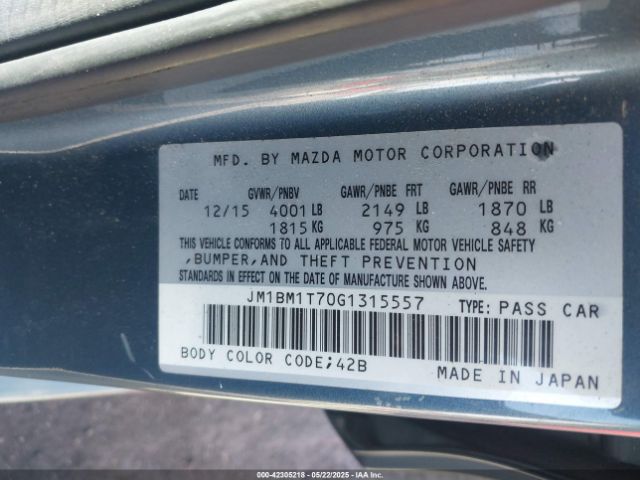 MFD. BY MAZDA MOTOR CORPORATION
DATE GVWR/PNBV GAWR/PNBE FRT GAWR/PNBE RR
12/15 4001 LB 2149 LB 1870 LB
1815 KG 975 KG 848 KG
THIS VEHICLE CONFORMS TO ALL APPLICABLE FEDERAL MOTOR VEHICLE SAFETY
,BUMPER,AND THEFT PREVENTION
STANDARDS IN EFFECT ON THE DATE OF MANUFACTURE SHOWN ABOVE.
JM1BM1T70G1315557 TYPE: PASS CAR
BODY COLOR CODE;42B
MADE IN JAPAN
000-42305218 - 05/22/2025 - IAAI.COM